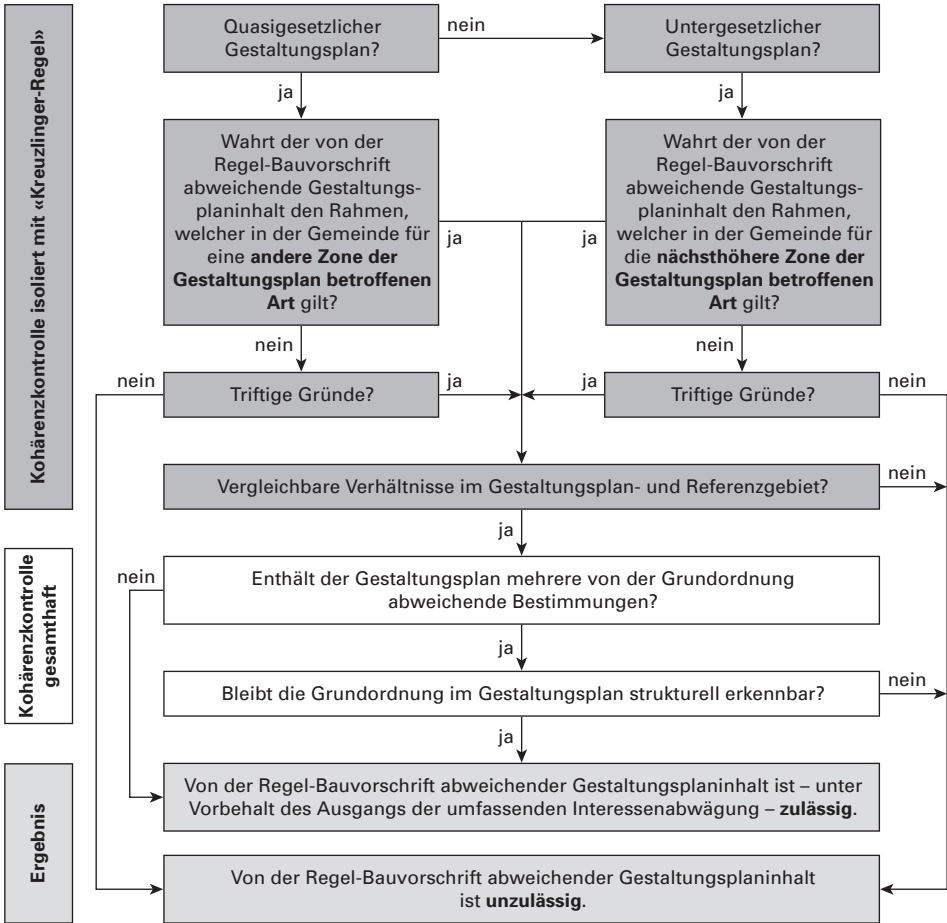 Kohärenzkontrolle isoliert mit «Kreuzlinger-Regel»
Quasigesetzlicher
Gestaltungsplan?
nein
Untergesetzlicher
Gestaltungsplan?
ja
ja
Wahrt der von der
Regel-Bauvorschrift
abweichende Gestaltungs-
planinhalt den Rahmen,
welcher in der Gemeinde für
eine andere Zone der
Gestaltungsplan betroffenen
Art gilt?
ja
ja
Wahrt der von der
Regel-Bauvorschrift
abweichende Gestaltungs-
planinhalt den Rahmen,
welcher in der Gemeinde für
die nächsthöhere Zone der
Gestaltungsplan betroffenen
Art gilt?
nein
nein
nein
Triftige Gründe?
ja
ja
Triftige Gründe?
nein
Vergleichbare Verhältnisse im Gestaltungsplan- und Referenzgebiet?
nein
ja
Kohärenzkontrolle
gesamthaft
nein
Enthält der Gestaltungsplan mehrere von der Grundordnung
abweichende Bestimmungen?
ja
Bleibt die Grundordnung im Gestaltungsplan strukturell erkennbar?
nein
ja
Ergebnis
Von der Regel-Bauvorschrift abweichender Gestaltungsplaninhalt ist – unter
Vorbehalt des Ausgangs der umfassenden Interessenabwägung – zulässig.
Von der Regel-Bauvorschrift abweichender Gestaltungsplaninhalt
ist unzulässig.